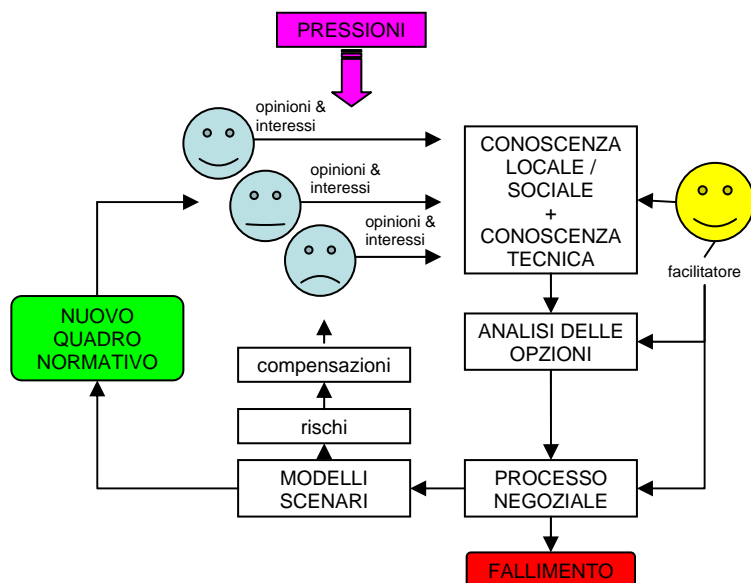 PRESSIONI
opinioni &
interessi
opinioni &
interessi
opinioni &
interessi
CONOSCENZA
LOCALE /
SOCIALE
+
CONOSCENZA
TECNICA
facilitatore
NUOVO
QUADRO
NORMATIVO
ANALISI DELLE
OPZIONI
compensazioni
rischi
MODELLI
SCENARI
PROCESSO
NEGOZIALE
FALLIMENTO